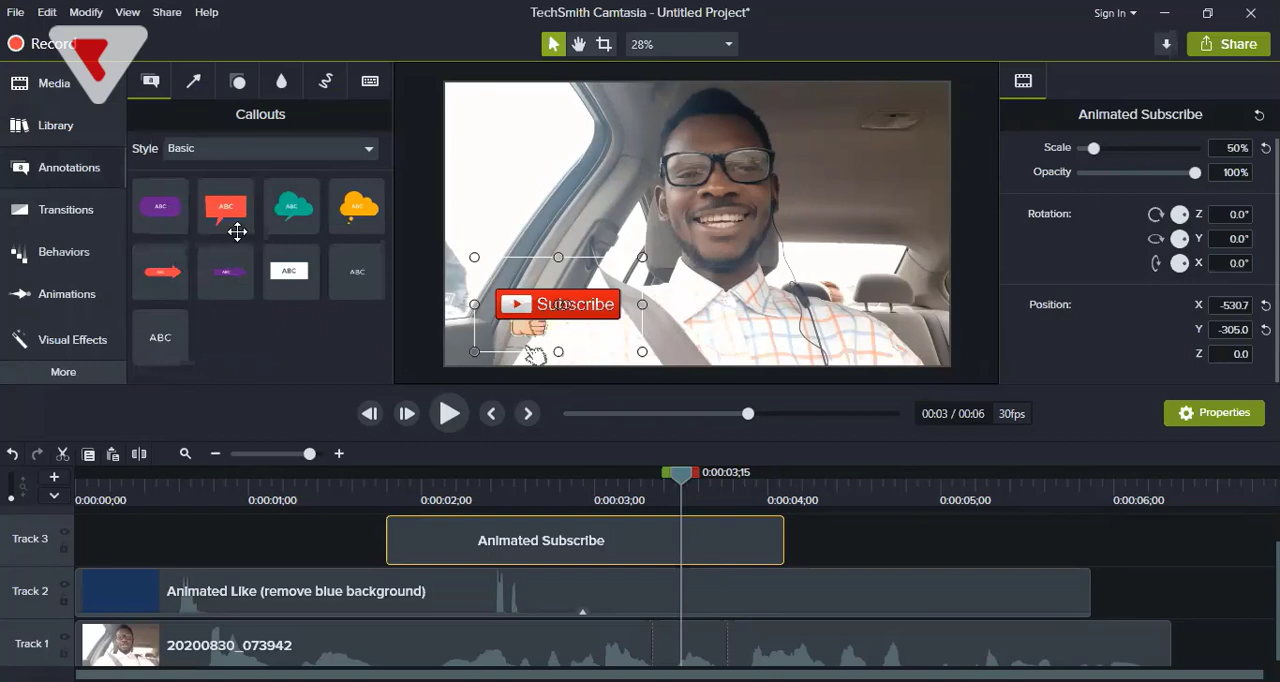 File Edit Modify View Share Help TechSmith Camtasia - Untitled Project* Sign In
Record 28% Share
Media
Library
Annotations
Transitions
Behaviors
Animations
Visual Effects
More
Callouts
Style Basic
ABC ABC ABC ABC
ABC ABC ABC
ABC
Subscribe
Animated Subscribe
Scale 50%
Opacity 100%
Rotation: Z 0.0°
Y 0.0°
X 0.0°
Position: X -530.7
Y -305.0
Z 0.0
00:03 / 00:06 30fps Properties
0:00:03;15
0:00:00;00 0:00:01;00 0:00:02;00 0:00:03;00 0:00:04;00 0:00:05;00 0:00:06;00
Track 3 Animated Subscribe
Track 2 Animated Like (remove blue background)
Track 1 20200830_073942